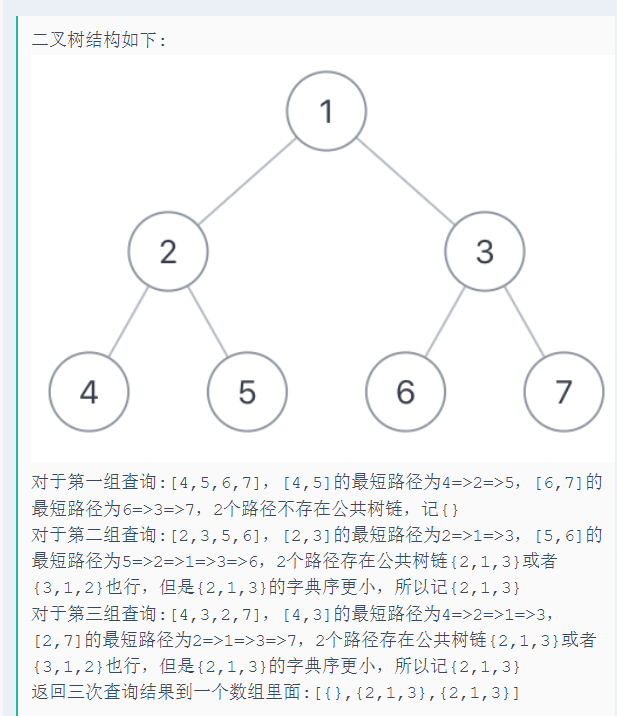 二叉树结构如下:
1
2
3
4
5
6
7
对于第一组查询:[4,5,6,7], [4,5]的最短路径为4=>2=>5, [6,7]的
最短路径为6=>3=>7, 2个路径不存在公共树链, 记{}
对于第二组查询:[2,3,5,6], [2,3]的最短路径为2=>1=>3, [5,6]的
最短路径为5=>2=>1=>3=>6, 2个路径存在公共树链{2,1,3}或者
{3,1,2}也行, 但是{2,1,3}的字典序更小, 所以记{2,1,3}
对于第三组查询:[4,3,2,7], [4,3]的最短路径为4=>2=>1=>3,
[2,7]的最短路径为2=>1=>3=>7, 2个路径存在公共树链{2,1,3}或者
{3,1,2}也行, 但是{2,1,3}的字典序更小, 所以记{2,1,3}
返回三次查询结果到一个数组里面:[{},{2,1,3},{2,1,3}]